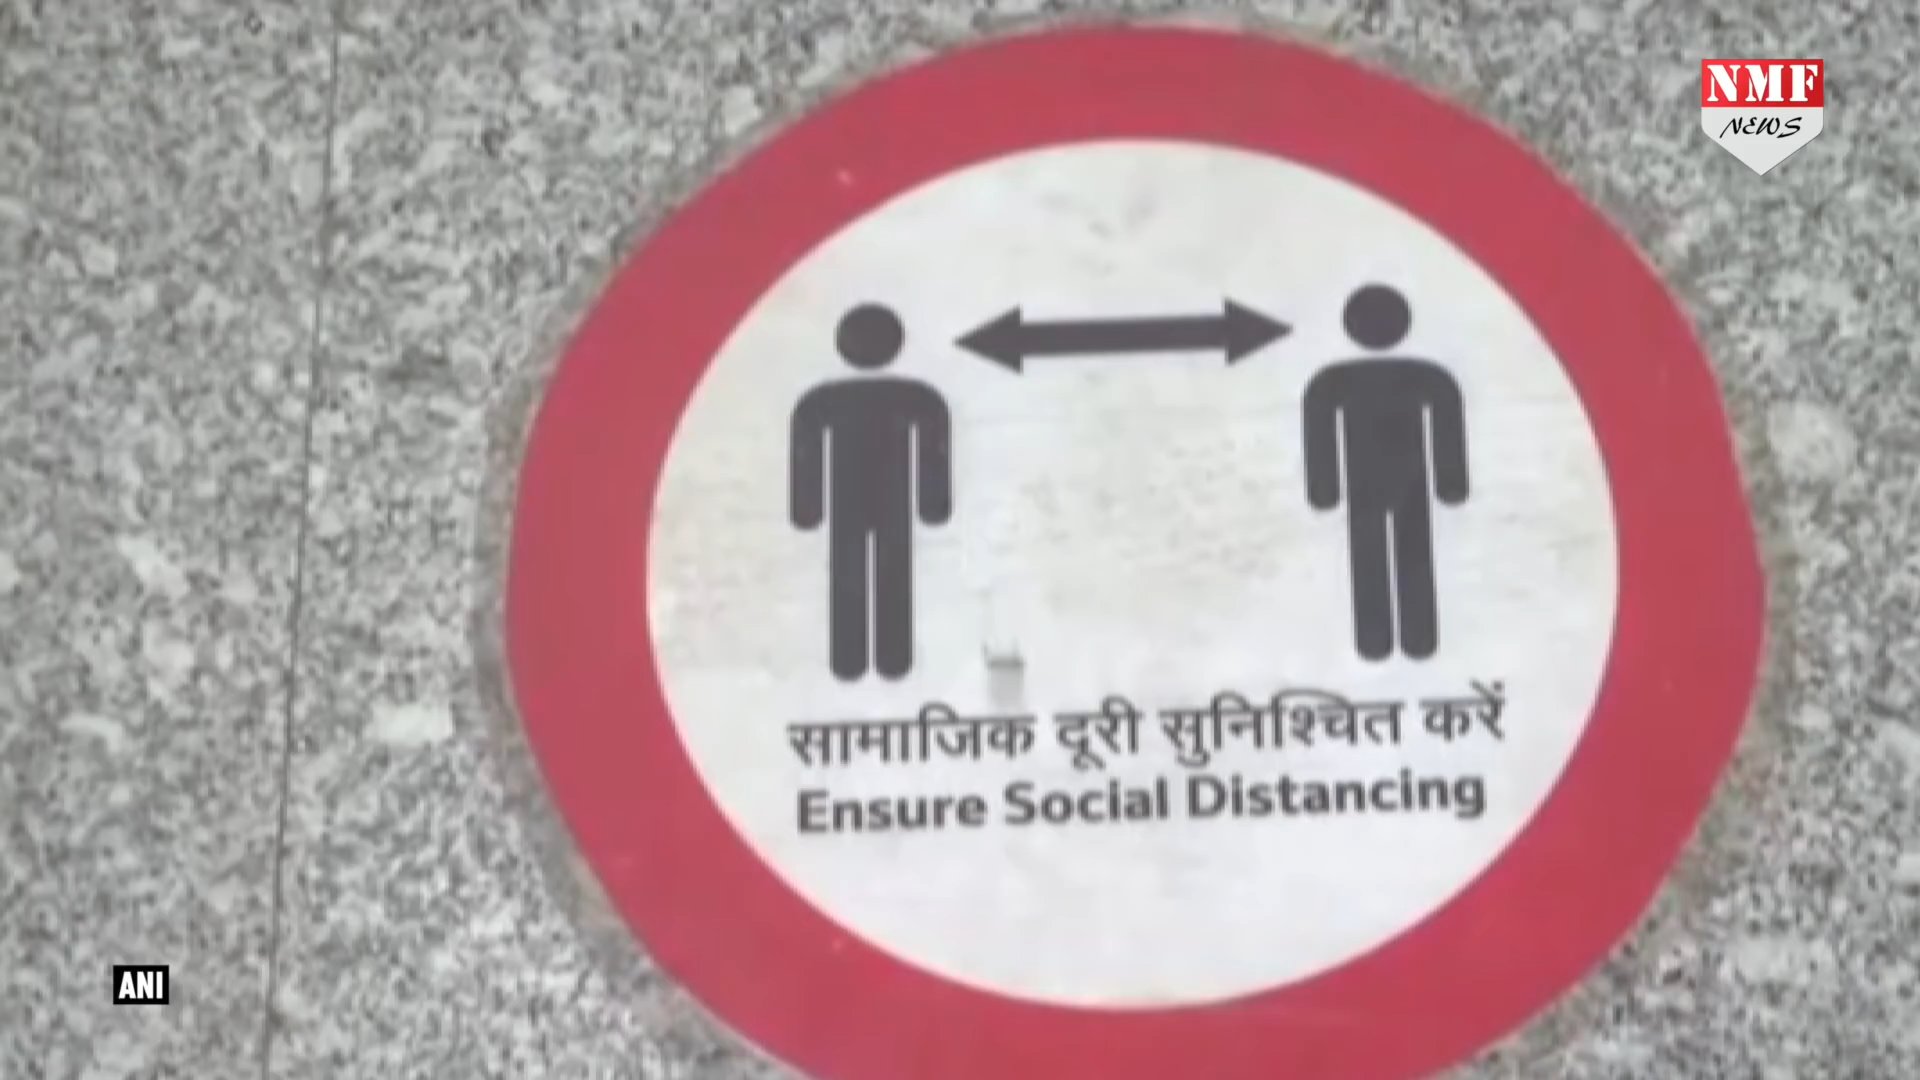 NMF
NEWS
सामाजिक दूरी सुनिश्चित करें
Ensure Social Distancing
ANI